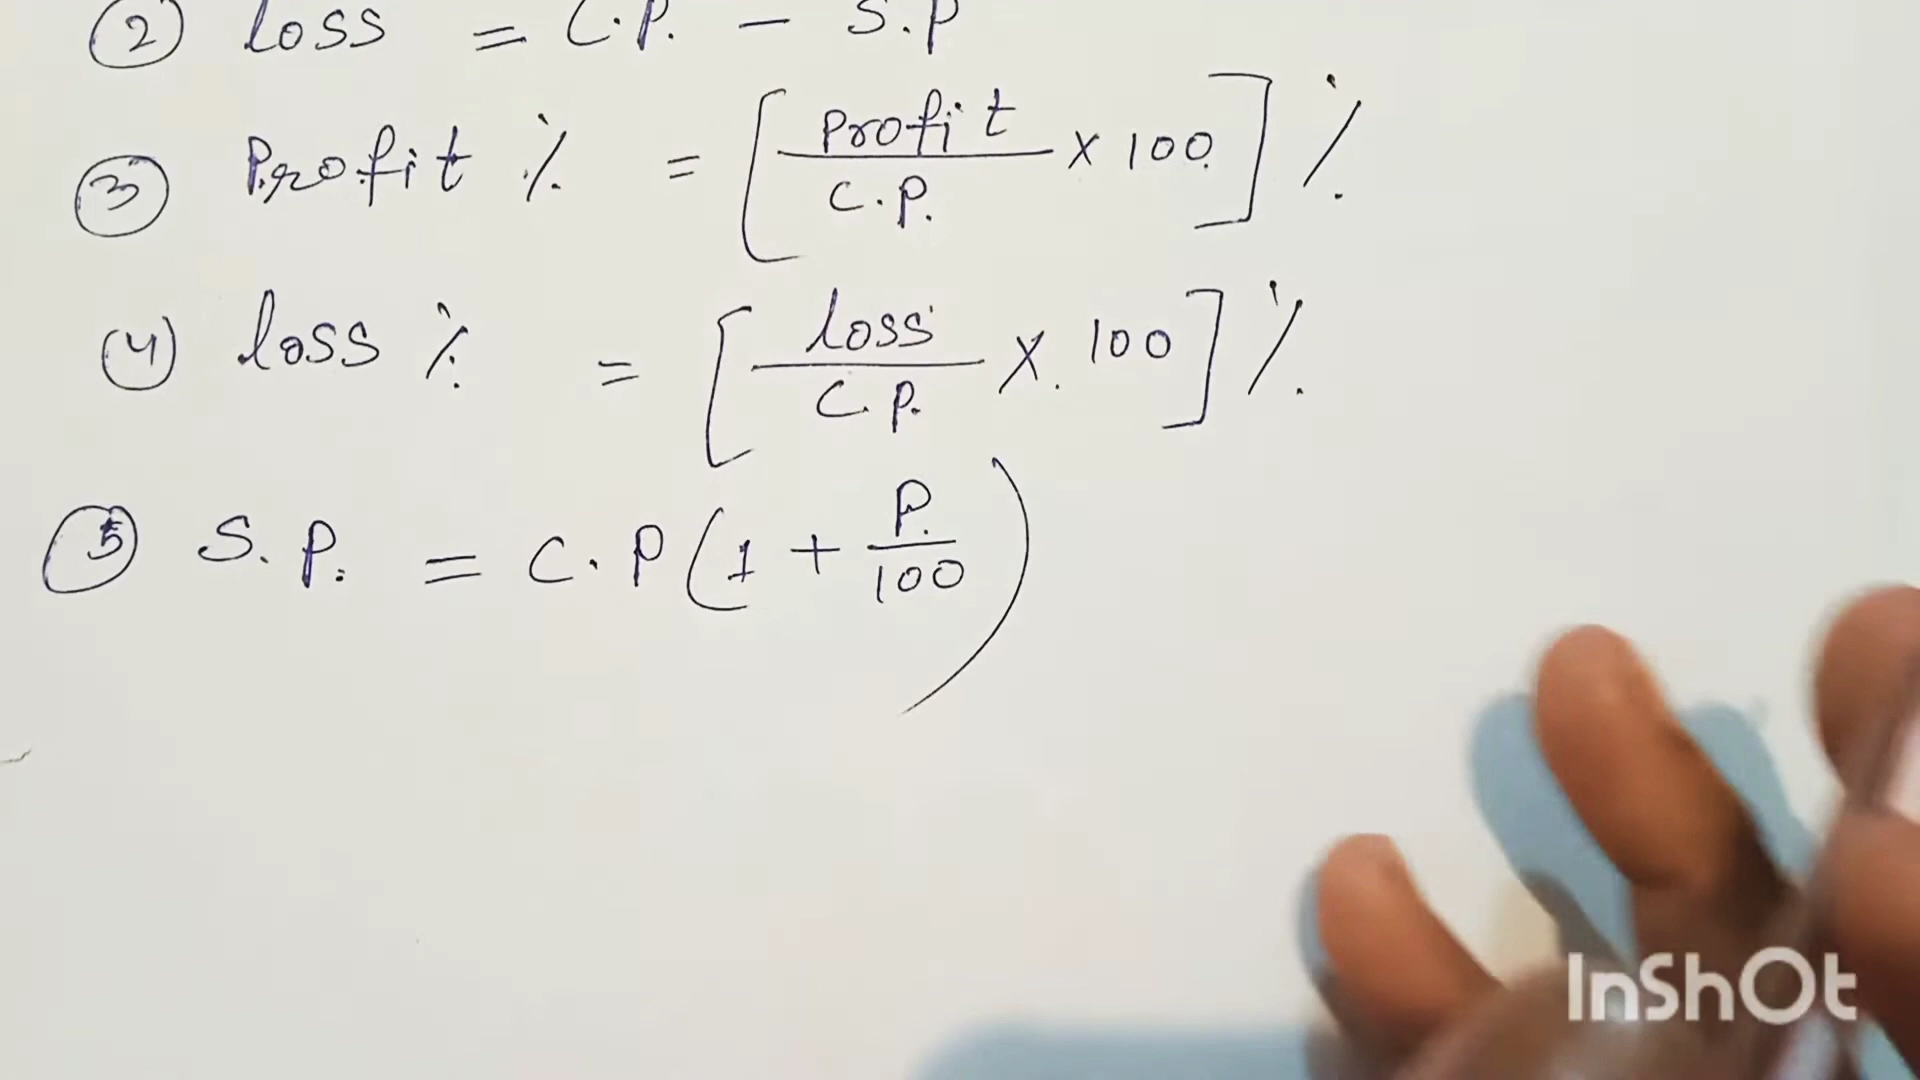 ② loss = C.P. - S.P
③ Profit % = [Profit/C.P. × 100] %
(4) loss % = [loss/C.P. × 100] %
⑤ S.P. = C.P(1 + P/100)
InShOt